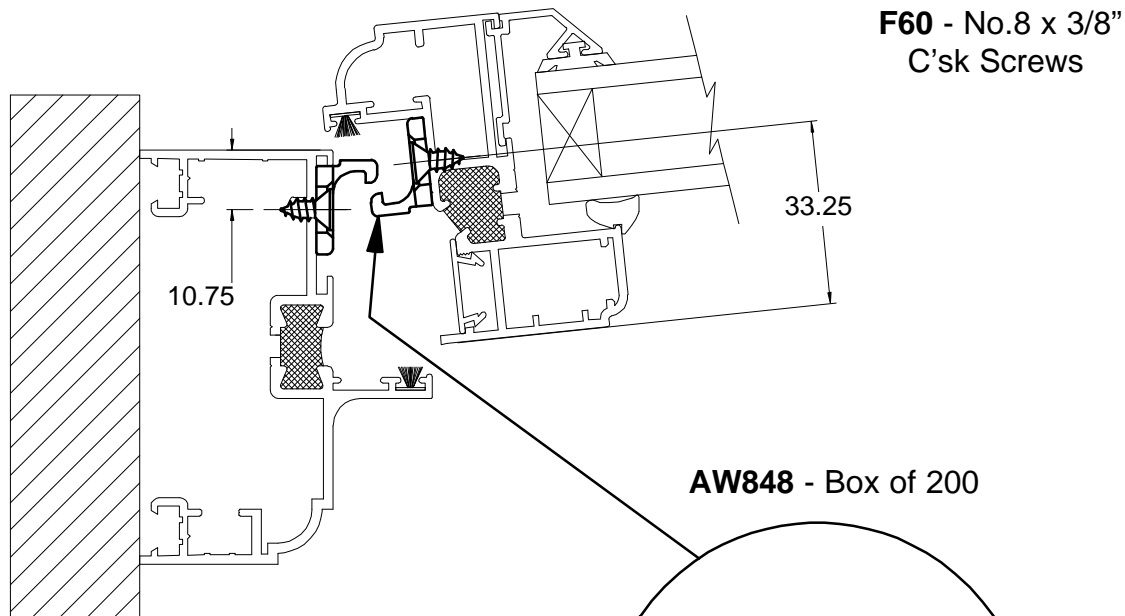 F60 - No.8 x 3/8”
C'sk Screws
33.25
10.75
AW848 - Box of 200